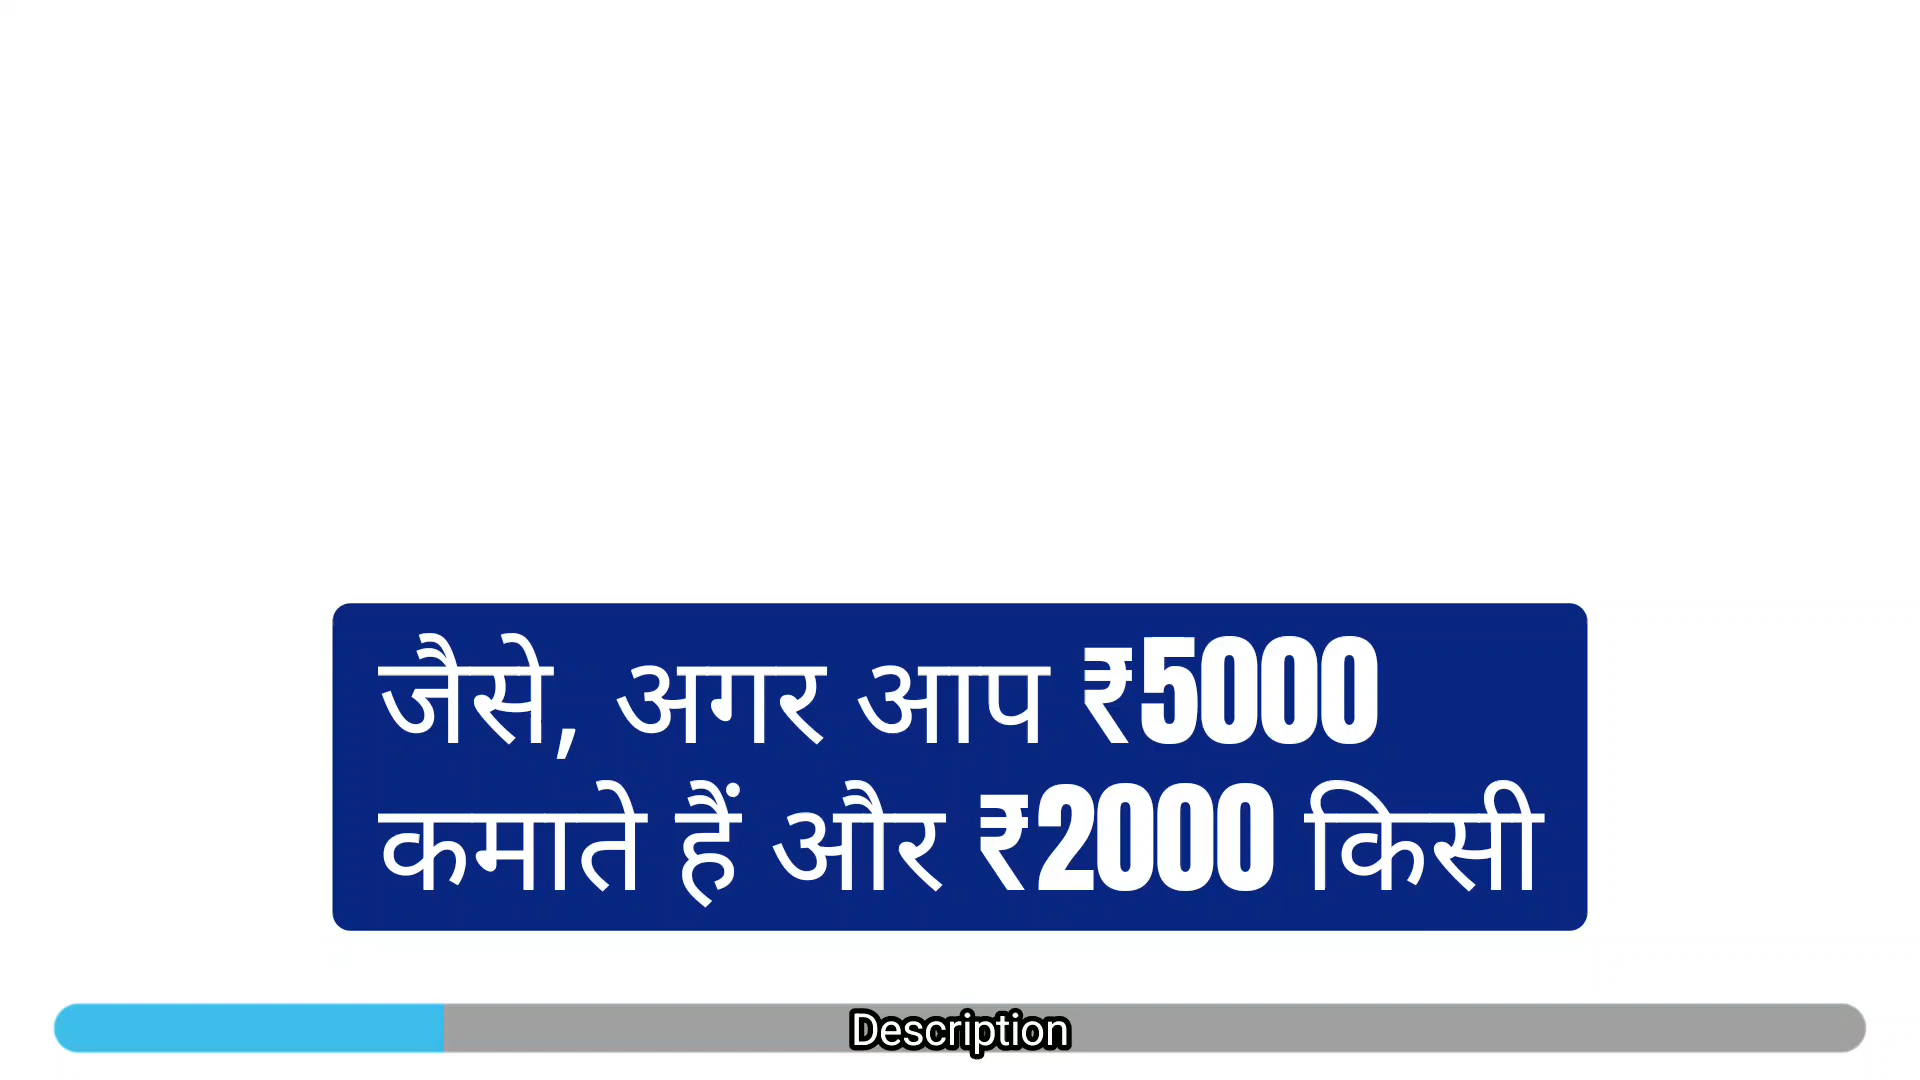 जैसे, अगर आप ₹5000
कमाते हैं और ₹2000 किसी
Description